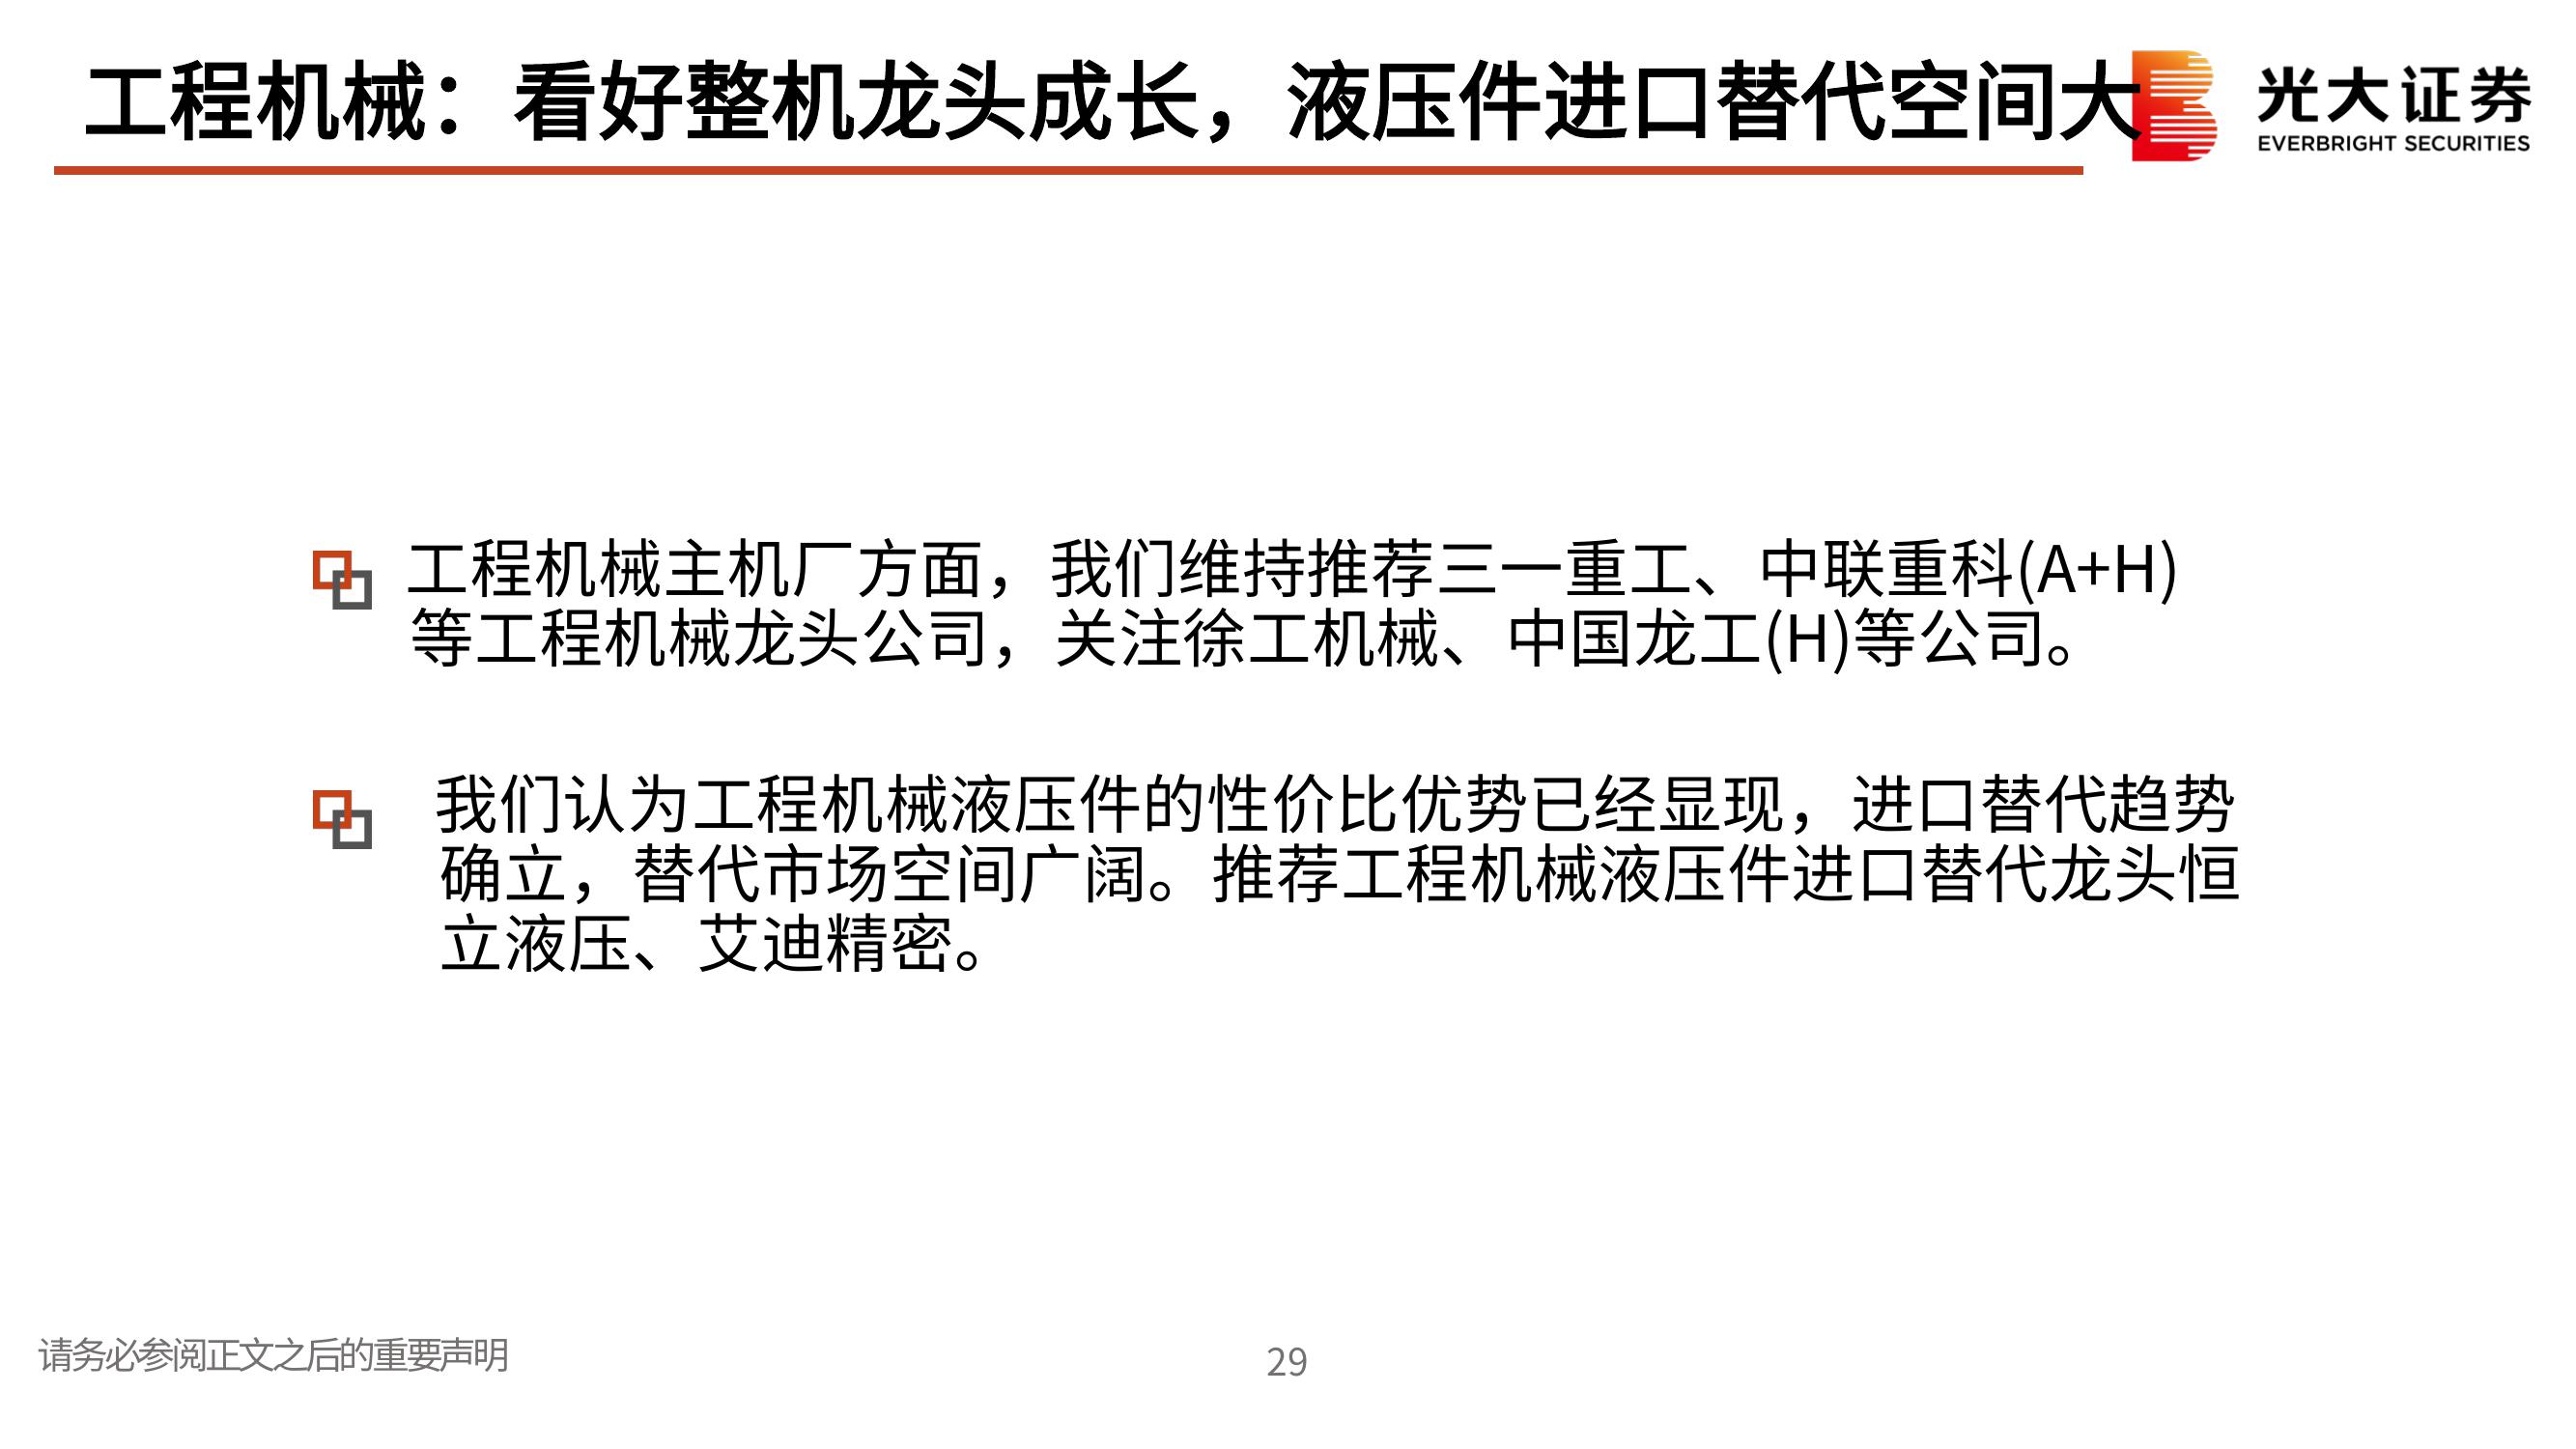 工程机械：看好整机龙头成长，液压件进口替代空间大
光大证券
EVERBRIGHT SECURITIES
工程机械主机厂方面，我们维持推荐三一重工、中联重科(A+H)
等工程机械龙头公司，关注徐工机械、中国龙工(H)等公司。
我们认为工程机械液压件的性价比优势已经显现，进口替代趋势
确立，替代市场空间广阔。推荐工程机械液压件进口替代龙头恒
立液压、艾迪精密。
请务必参阅正文之后的重要声明
29